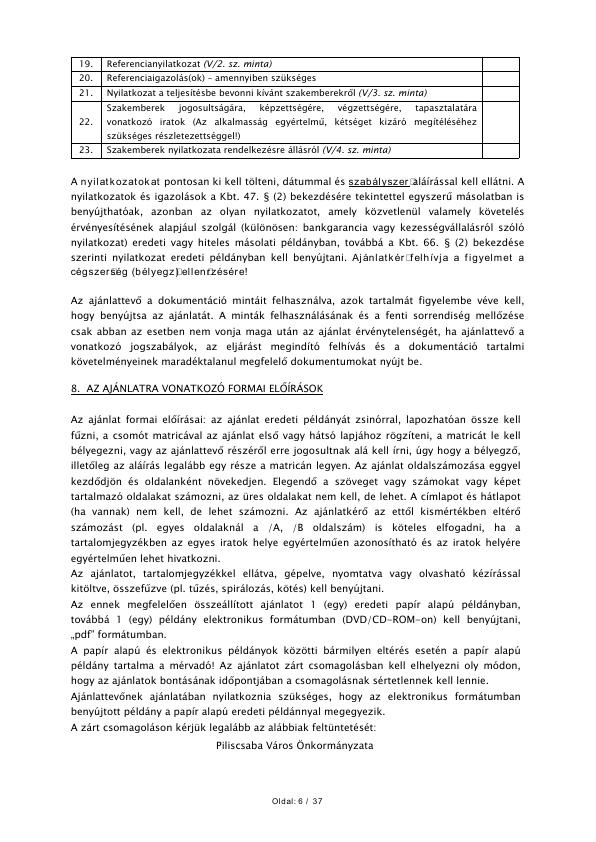 19. Referencianyilatkozat (V/2. sz. minta)
20. Referenciaigazolás(ok) – amennyiben szükséges
21. Nyilatkozat a teljesítésbe bevonni kívánt szakemberekről (V/3. sz. minta)
Szakemberek jogosultságára, képzettségére, végzettségére, tapasztalatára
22. vonatkozó iratok (Az alkalmasság egyértelmű, kétséget kizáró megítéléséhez
szükséges részletezettséggel!)
23. Szakemberek nyilatkozata rendelkezésre állásról (V/4. sz. minta)
A nyilatkozatokat pontosan ki kell tölteni, dátummal és aláírással kell ellátni. A
nyilatkozatok és igazolások a Kbt. 47. § (2) bekezdésére tekintettel egyszerű másolatban is
benyújthatóak, azonban az olyan nyilatkozatot, amely közvetlenül valamely követelés
érvényesítésének alapjául szolgál (különösen: bankgarancia vagy kezességvállalásról szóló
nyilatkozat) eredeti vagy hiteles másolati példányban, továbbá a Kbt. 66. § (2) bekezdése
szerinti nyilatkozat eredeti példányban kell benyújtani. felhívja a figyelmet a
Az ajánlattevő a dokumentáció mintáit felhasználva, azok tartalmát figyelembe véve kell,
hogy benyújtsa az ajánlatát. A minták felhasználásának és a fenti sorrendiség mellőzése
csak abban az esetben nem vonja maga után az ajánlat érvénytelenségét, ha ajánlattevő a
vonatkozó jogszabályok, az eljárást megindító felhívás és a dokumentáció tartalmi
követelményeinek maradéktalanul megfelelő dokumentumokat nyújt be.
8. AZ AJÁNLATRA VONATKOZÓ FORMAI ELŐÍRÁSOK
Az ajánlat formai előírásai: az ajánlat eredeti példányát zsinórral, lapozhatóan össze kell
fűzni, a csomót matricával az ajánlat első vagy hátsó lapjához rögzíteni, a matricát le kell
bélyegezni, vagy az ajánlattevő részéről erre jogosultnak alá kell írni, úgy hogy a bélyegző,
illetőleg az aláírás legalább egy része a matricán legyen. Az ajánlat oldalszámozása eggyel
kezdődjön és oldalanként növekedjen. Elegendő a szöveget vagy számokat vagy képet
tartalmazó oldalakat számozni, az üres oldalakat nem kell, de lehet. A címlapot és hátlapot
(ha vannak) nem kell, de lehet számozni. Az ajánlatkérő az ettől kismértékben eltérő
számozást (pl. egyes oldalaknál a /A, /B oldalszám) is köteles elfogadni, ha a
tartalomjegyzékben az egyes iratok helye egyértelműen azonosítható és az iratok helyére
egyértelműen lehet hivatkozni.
Az ajánlatot, tartalomjegyzékkel ellátva, gépelve, nyomtatva vagy olvasható kézírással
kitöltve, összefűzve (pl. tűzés, spirálozás, kötés) kell benyújtani.
Az ennek megfelelően összeállított ajánlatot 1 (egy) eredeti papír alapú példányban,
továbbá 1 (egy) példány elektronikus formátumban (DVD/CD-ROM-on) kell benyújtani,
„pdf” formátumban.
A papír alapú és elektronikus példányok közötti bármilyen eltérés esetén a papír alapú
példány tartalma a mérvadó! Az ajánlatot zárt csomagolásban kell elhelyezni oly módon,
hogy az ajánlatok bontásának időpontjában a csomagolásnak sértetlennek kell lennie.
Ajánlattevőnek ajánlatában nyilatkoznia szükséges, hogy az elektronikus formátumban
benyújtott példány a papír alapú eredeti példánnyal megegyezik.
A zárt csomagoláson kérjük legalább az alábbiak feltüntetését:
Piliscsaba Város Önkormányzata
Oldal: 6 / 37